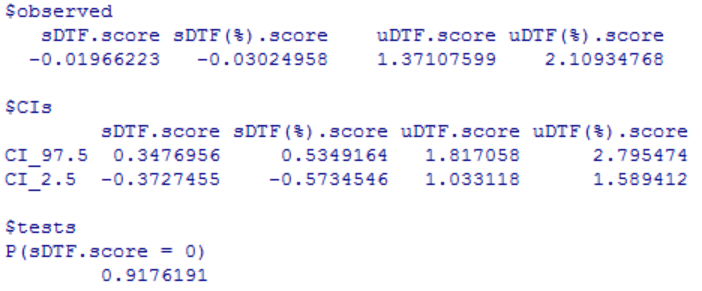 $observed
sDTF.score sDTF(%).score uDTF.score uDTF(%).score
-0.01966223 -0.03024958 1.37107599 2.10934768
$CIs
sDTF.score sDTF(%).score uDTF.score uDTF(%).score
CI_97.5 0.3476956 0.5349164 1.817058 2.795474
CI_2.5 -0.3727455 -0.5734546 1.033118 1.589412
$tests
P(sDTF.score = 0)
0.9176191